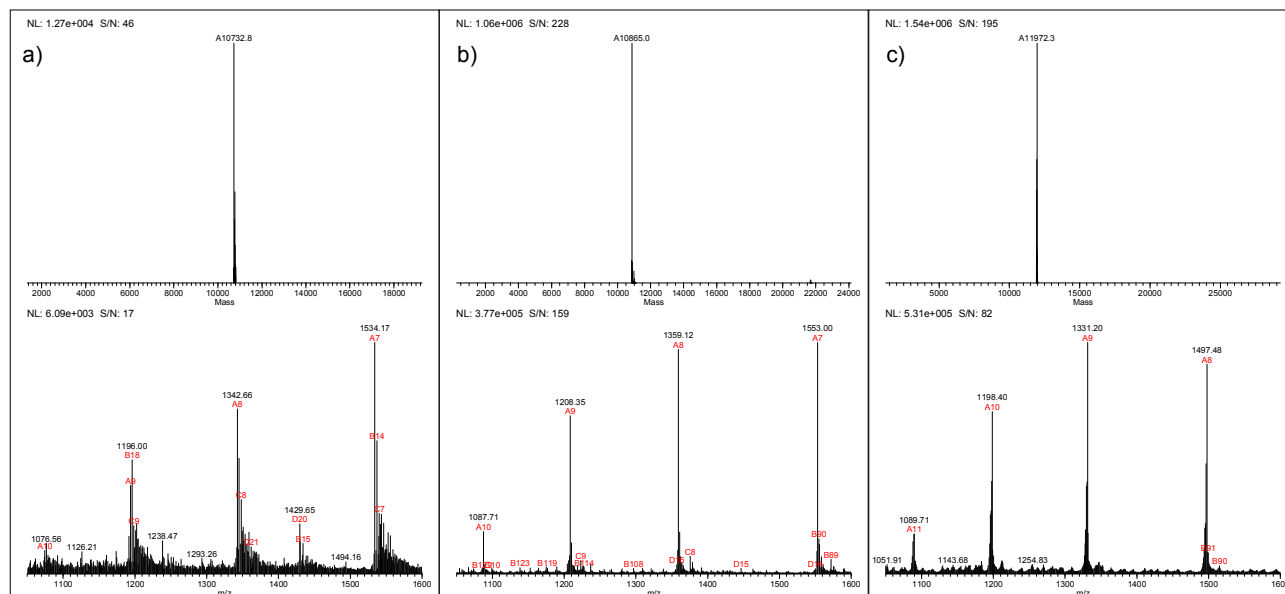 NL: 1.27e+004 S/N: 46
a)
A10732.8
2000 4000 6000 8000 10000 12000 14000 16000 18000
Mass
NL: 6.09e+003 S/N: 17
1534.17
A7
1342.66
A8
B14
1196.00
B18
A9
C8
C7
C9
1429.65
D20
B15
D21
1076.56
A10
1126.21
1238.47
1293.26
1494.16
1100 1200 1300 1400 1500 1600
m/z
NL: 1.06e+006 S/N: 228
b)
A10865.0
2000 4000 6000 8000 10000 12000 14000 16000 18000 20000 22000 24000
Mass
NL: 3.77e+005 S/N: 159
1553.00
A7
1359.12
A8
1208.35
A9
1087.71
A10
B123
B119
C9
B114
B108
D16
C8
D15
B90
B89
1100 1200 1300 1400 1500 1600
m/z
NL: 1.54e+006 S/N: 195
c)
A11972.3
5000 10000 15000 20000 25000
Mass
NL: 5.31e+005 S/N: 82
1331.20
A9
1497.48
A8
1198.40
A10
1089.71
A11
1051.91
1143.68
1254.83
B91
B90
1100 1200 1300 1400 1500 1600
m/z